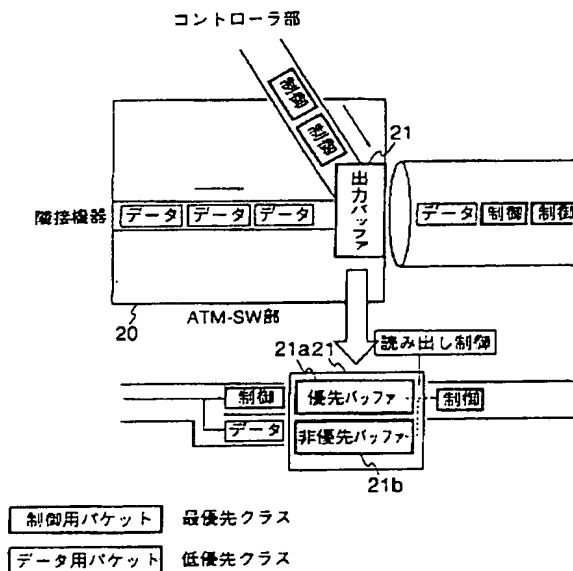 コントローラ部
制御
制御
21
出力バッファ
隣接機器
データ データ データ
データ 制御 制御
20
ATM-SW部
21a 21
読み出し制御
制御
優先バッファ
制御
データ
非優先バッファ
21b
制御用パケット 最優先クラス
データ用パケット 低優先クラス